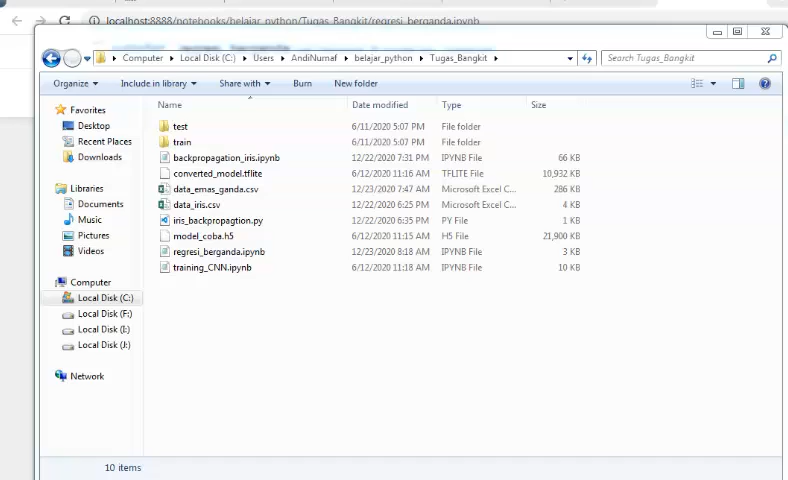 localhost:8888/notebooks/belajar_python/Tugas_Bangkit/regresi_berganda.ipynb
Computer Local Disk (C:) Users AndiNurnaf belajar_python Tugas_Bangkit Search Tugas_Bangkit
Organize Include in library Share with Burn New folder
Name Date modified Type Size
Favorites
Desktop
Recent Places
Downloads
Libraries
Documents
Music
Pictures
Videos
Computer
Local Disk (C:)
Local Disk (F:)
Local Disk (I:)
Local Disk (J:)
Network
test 6/11/2020 5:07 PM File folder
train 6/11/2020 5:07 PM File folder
backpropagation_iris.ipynb 12/22/2020 7:31 PM IPYNB File 66 KB
converted_model.tflite 6/12/2020 11:16 AM TFLITE File 10,932 KB
data_emas_ganda.csv 12/23/2020 7:47 AM Microsoft Excel C... 286 KB
data_iris.csv 12/22/2020 6:25 PM Microsoft Excel C... 4 KB
iris_backpropagtion.py 12/22/2020 6:35 PM PY File 1 KB
model_coba.h5 6/12/2020 11:15 AM H5 File 21,900 KB
regresi_berganda.ipynb 12/23/2020 8:18 AM IPYNB File 3 KB
training_CNN.ipynb 6/12/2020 11:18 AM IPYNB File 10 KB
10 items